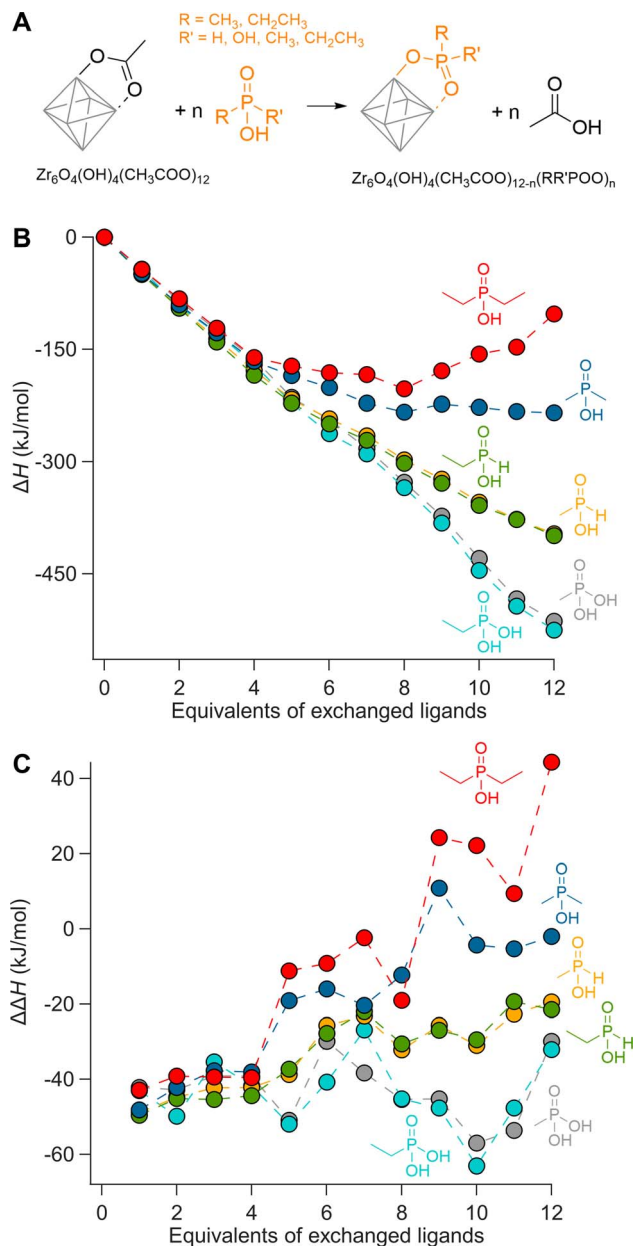 A
R = CH₃, CH₂CH₃
R' = H, OH, CH₃, CH₂CH₃
O
O
+ n
O
P
R R'
OH
R
O P R'
O
+ n
O
OH
Zr₆O₄(OH)₄(CH₃COO)₁₂
Zr₆O₄(OH)₄(CH₃COO)₁₂₋ₙ(RR'POO)ₙ
B
0
-150
-300
-450
ΔH (kJ/mol)
O
P
OH
O
P
OH
O
P H
OH
O
P H
OH
O
P OH
OH
O
P OH
OH
0 2 4 6 8 10 12
Equivalents of exchanged ligands
C
40
20
0
-20
-40
-60
ΔΔH (kJ/mol)
O
P
OH
O
P
OH
O
P H
OH
O
P H
OH
O
P OH
OH
O
P OH
OH
0 2 4 6 8 10 12
Equivalents of exchanged ligands